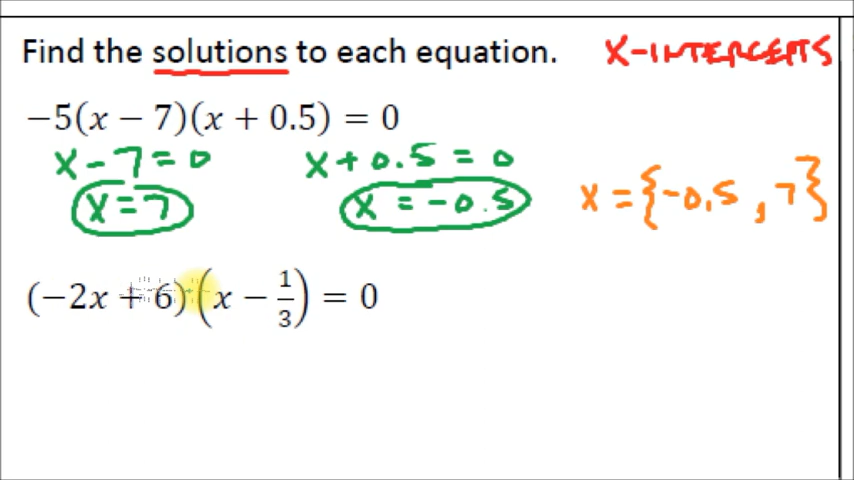 Find the solutions to each equation. X-INTERCEPTS
−5(x − 7)(x + 0.5) = 0
x - 7 = 0 x + 0.5 = 0
x = 7 x = -0.5 x = {-0.5, 7}
(−2x + 6)(x − 1/3) = 0